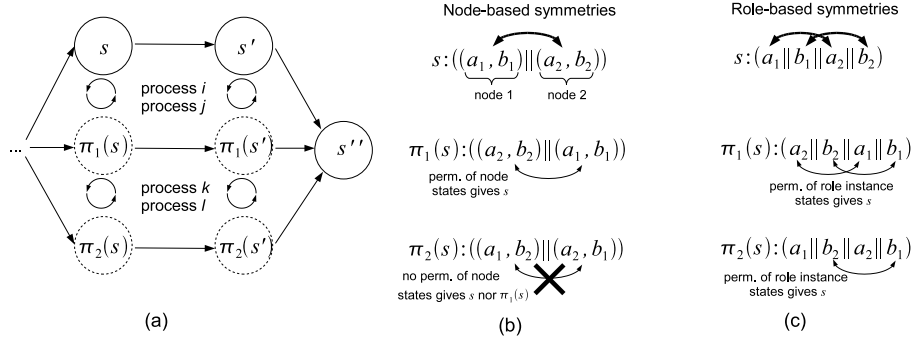 s
s′
process i
process j
...
π₁(s)
π₁(s′)
s′′
process k
process l
π₂(s)
π₂(s′)
(a)
Node-based symmetries
s:((a₁,b₁)||(a₂,b₂))
node 1 node 2
π₁(s):((a₂,b₂)||(a₁,b₁))
perm. of node
states gives s
π₂(s):((a₁,b₂)||(a₂,b₁))
no perm. of node
states gives s nor π₁(s)
(b)
Role-based symmetries
s:(a₁||b₁||a₂||b₂)
π₁(s):(a₂||b₂||a₁||b₁)
perm. of role instance
states gives s
π₂(s):(a₁||b₂||a₂||b₁)
perm. of role instance
states gives s
(c)